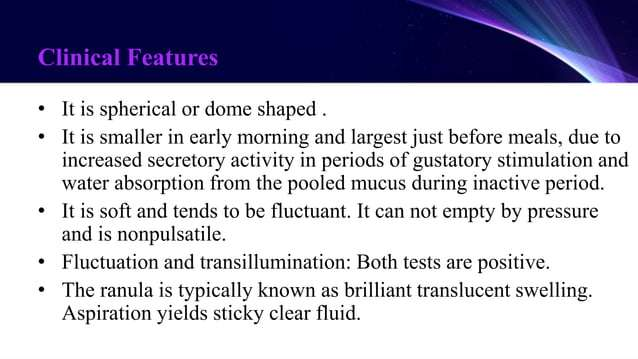 Clinical Features
• It is spherical or dome shaped .
• It is smaller in early morning and largest just before meals, due to
increased secretory activity in periods of gustatory stimulation and
water absorption from the pooled mucus during inactive period.
• It is soft and tends to be fluctuant. It can not empty by pressure
and is nonpulsatile.
• Fluctuation and transillumination: Both tests are positive.
• The ranula is typically known as brilliant translucent swelling.
Aspiration yields sticky clear fluid.